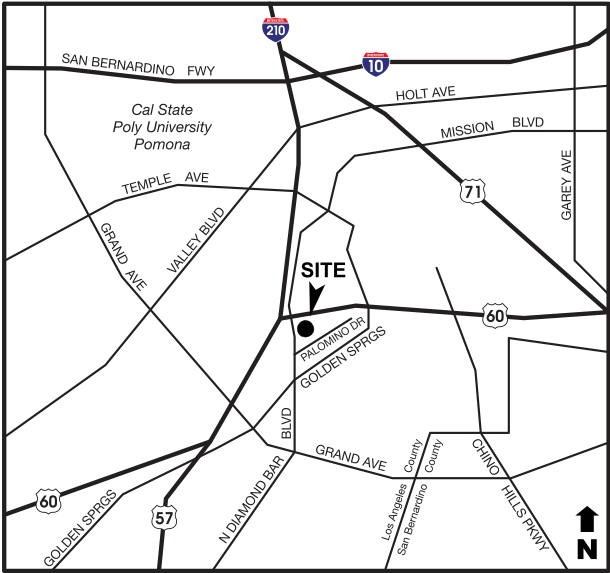 INTERSTATE
210
SAN BERNARDINO FWY
INTERSTATE
10
HOLT AVE
Cal State
Poly University
Pomona
MISSION BLVD
GAREY AVE
TEMPLE AVE
71
GRAND AVE
VALLEY BLVD
SITE
60
PALOMINO DR
GOLDEN SPRGS
BLVD
GRAND AVE
County
County
CHINO
60
57
GOLDEN SPRGS
N DIAMOND BAR
Los Angeles
San Bernardino
HILLS PKWY
N